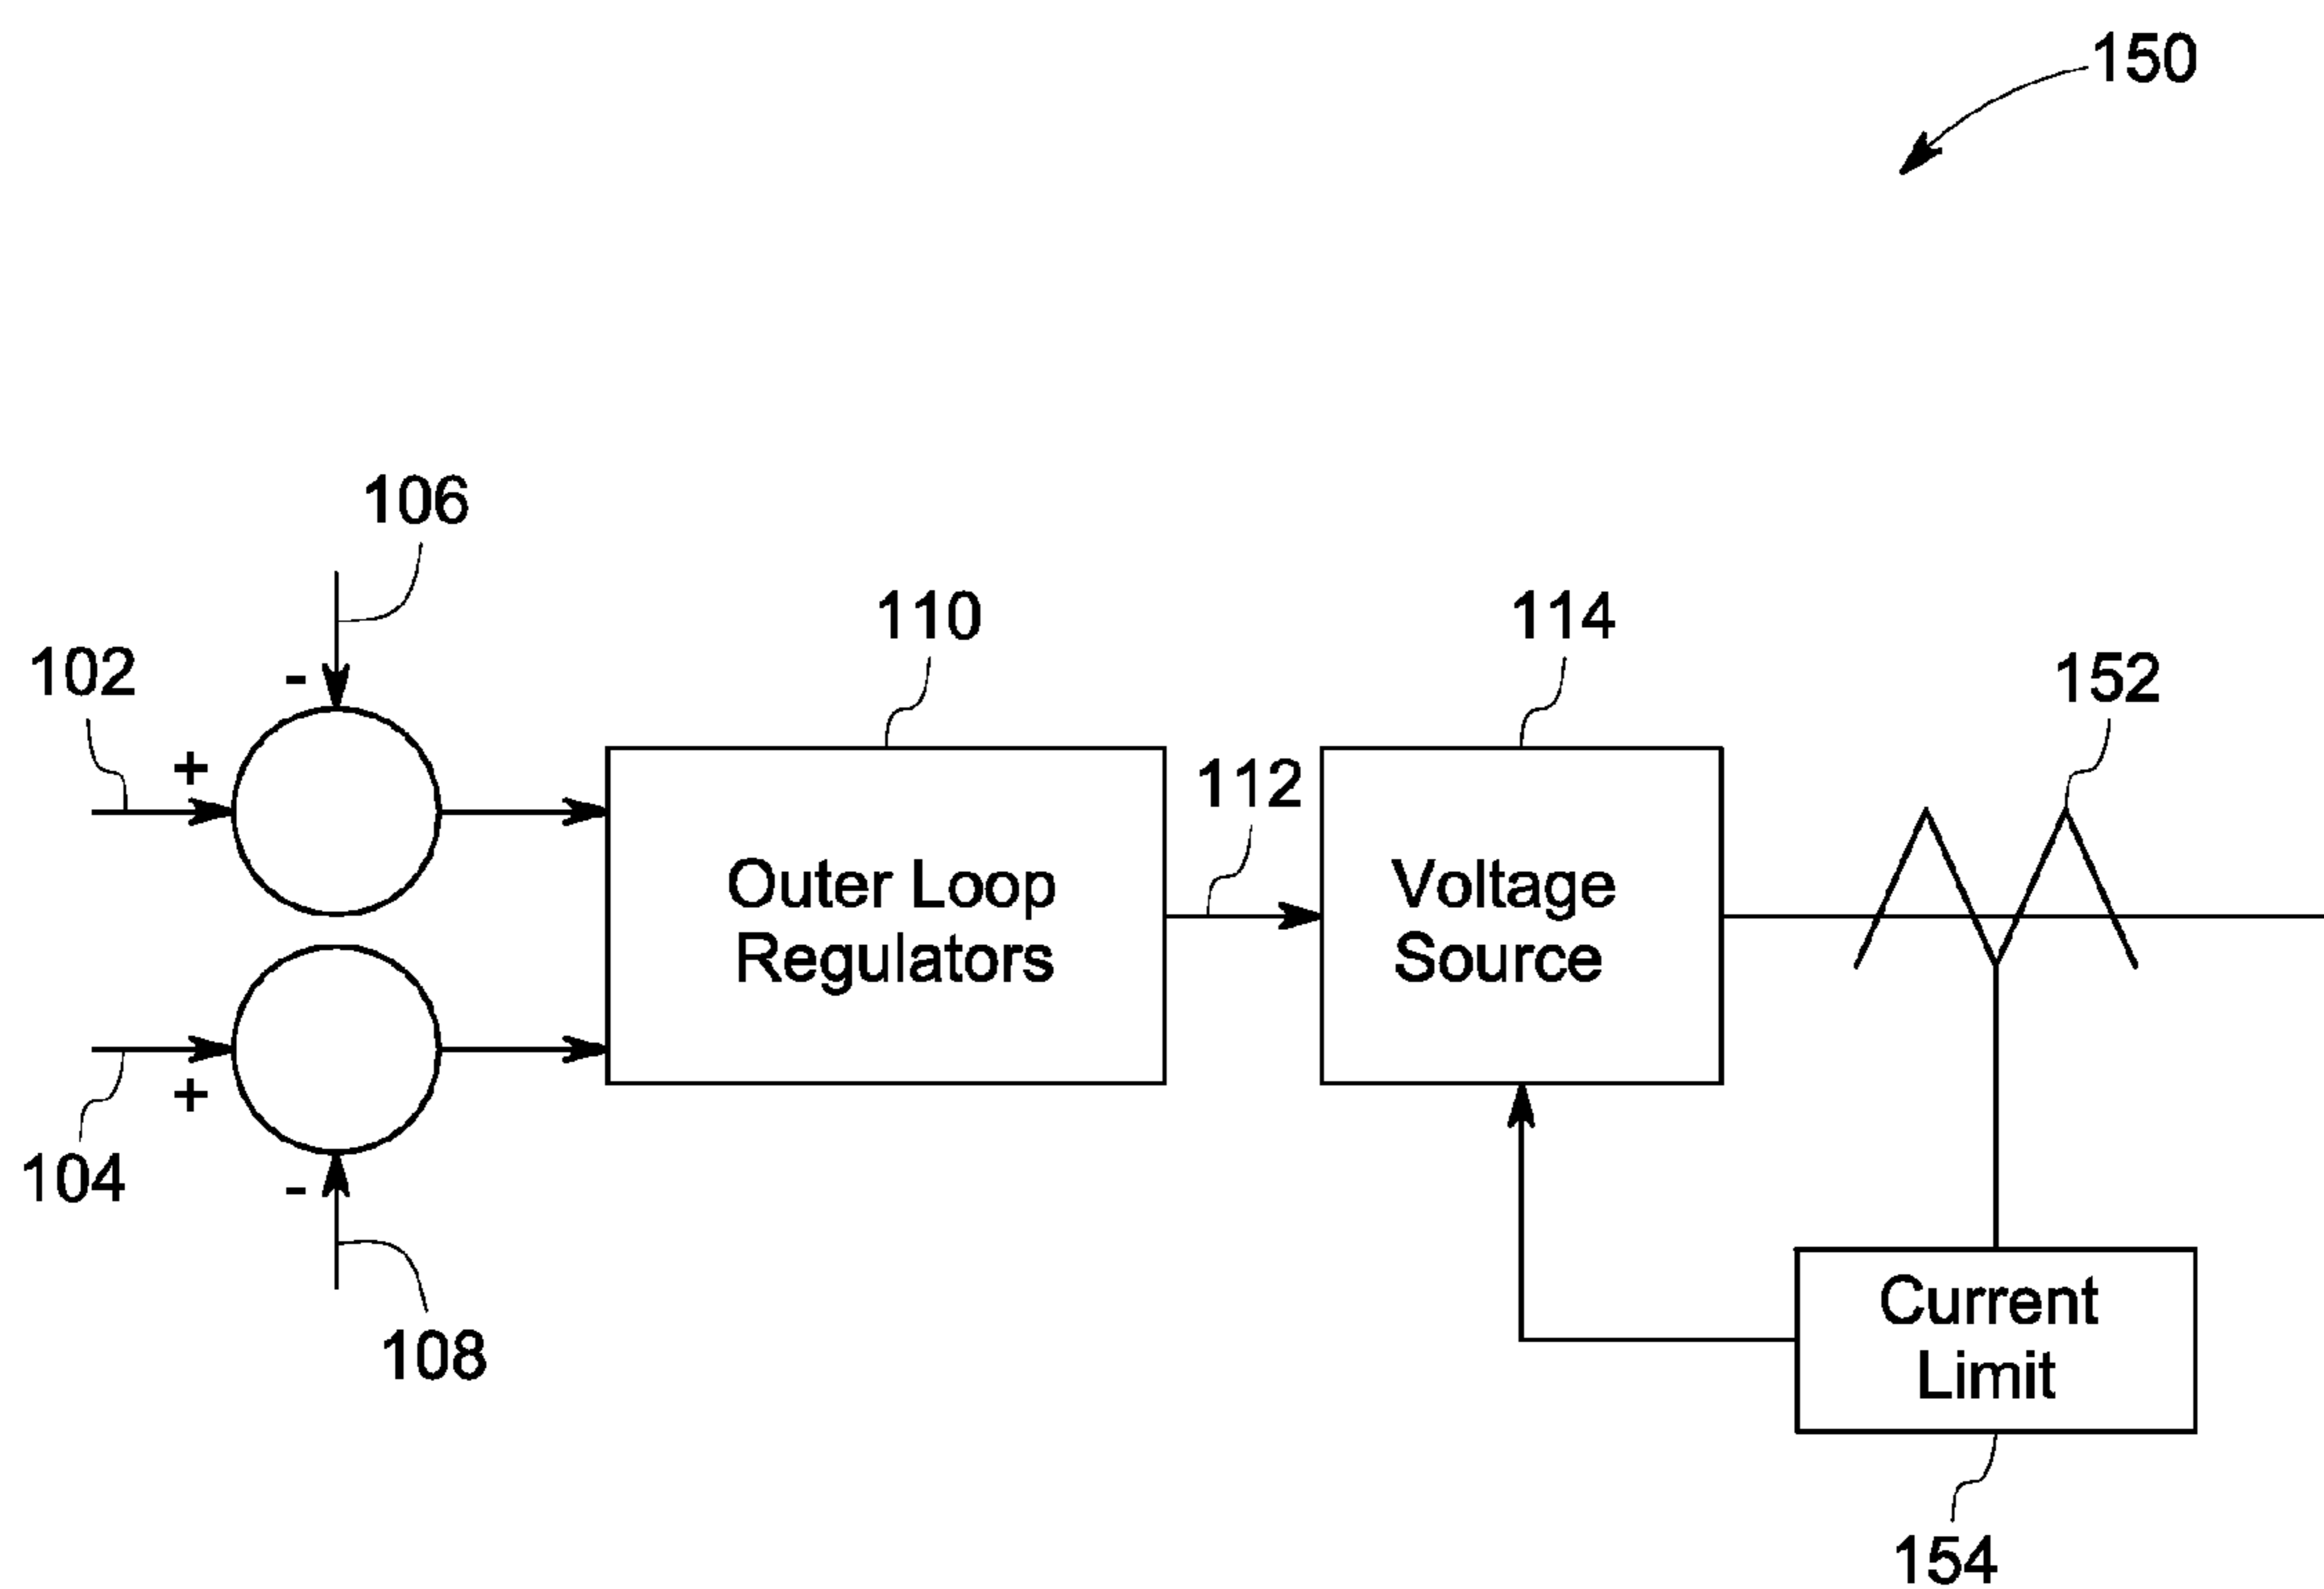 150
106
110
114
102
-
152
+
112
Outer Loop
Regulators
Voltage
Source
+
104
-
108
Current
Limit
154